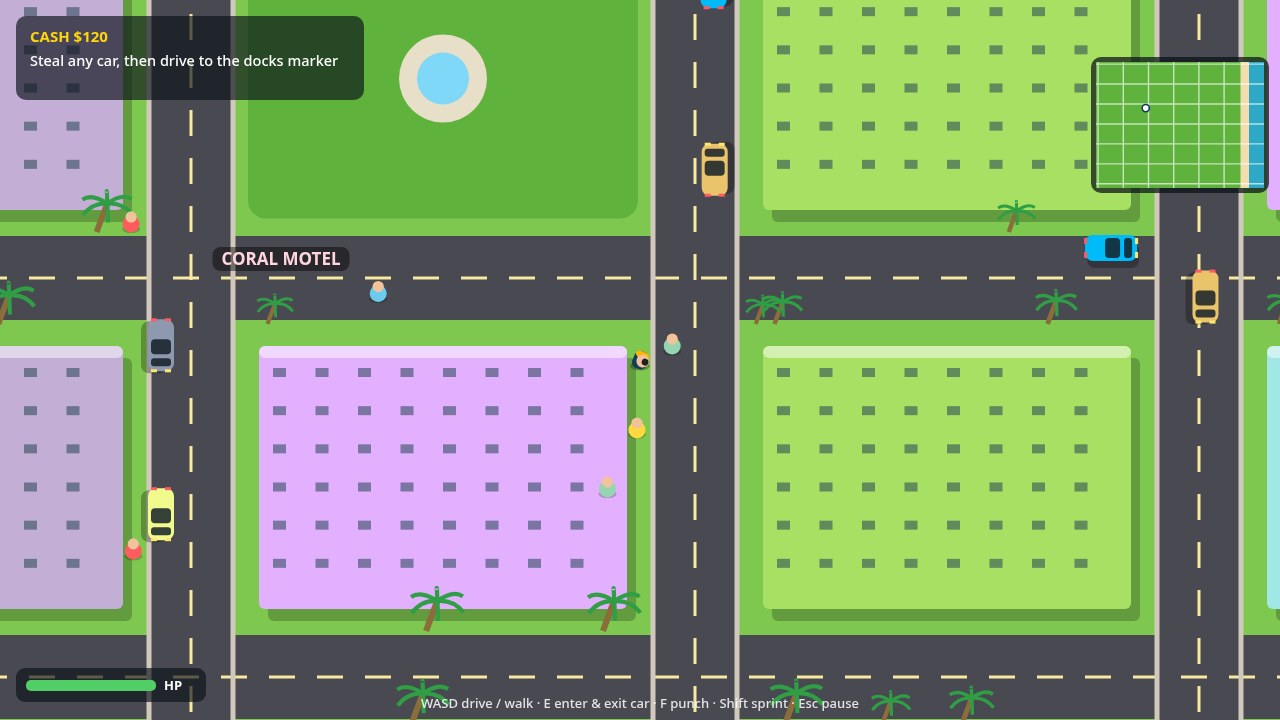 CASH $120
Steal any car, then drive to the docks marker
CORAL MOTEL
HP
WASD drive / walk · E enter & exit car · F punch · Shift sprint · Esc pause